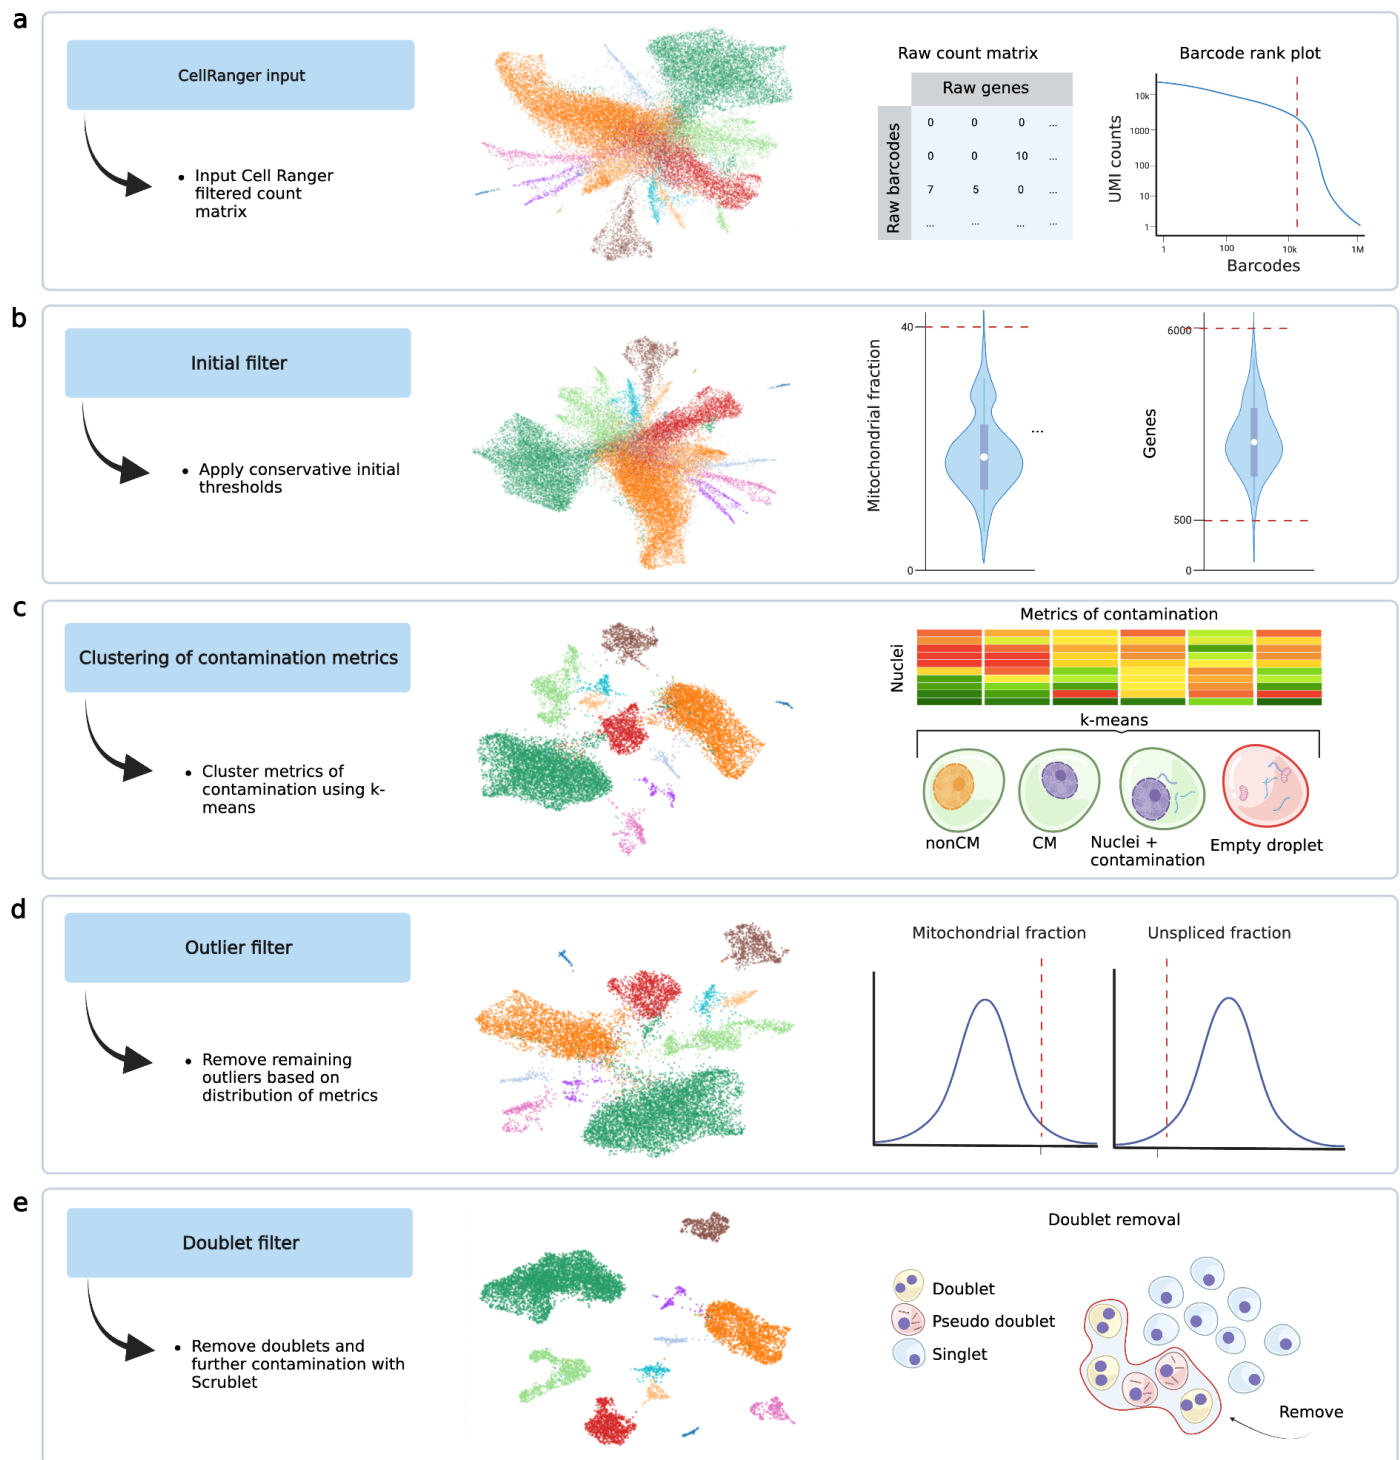 a
CellRanger input
• Input Cell Ranger
filtered count
matrix
Raw count matrix
Raw genes
Raw barcodes
0 0 0 ...
0 0 10 ...
7 5 0 ...
... ... ... ...
Barcode rank plot
UMI counts
10k
1000
100
10
1
1 100 10k 1M
Barcodes
b
Initial filter
• Apply conservative initial
thresholds
Mitochondrial fraction
40
0
...
Genes
6000
500
0
c
Clustering of contamination metrics
• Cluster metrics of
contamination using k-
means
Metrics of contamination
Nuclei
k-means
nonCM
CM
Nuclei +
contamination
Empty droplet
d
Outlier filter
• Remove remaining
outliers based on
distribution of metrics
Mitochondrial fraction
Unspliced fraction
e
Doublet filter
• Remove doublets and
further contamination with
Scrublet
Doublet removal
Doublet
Pseudo doublet
Singlet
Remove